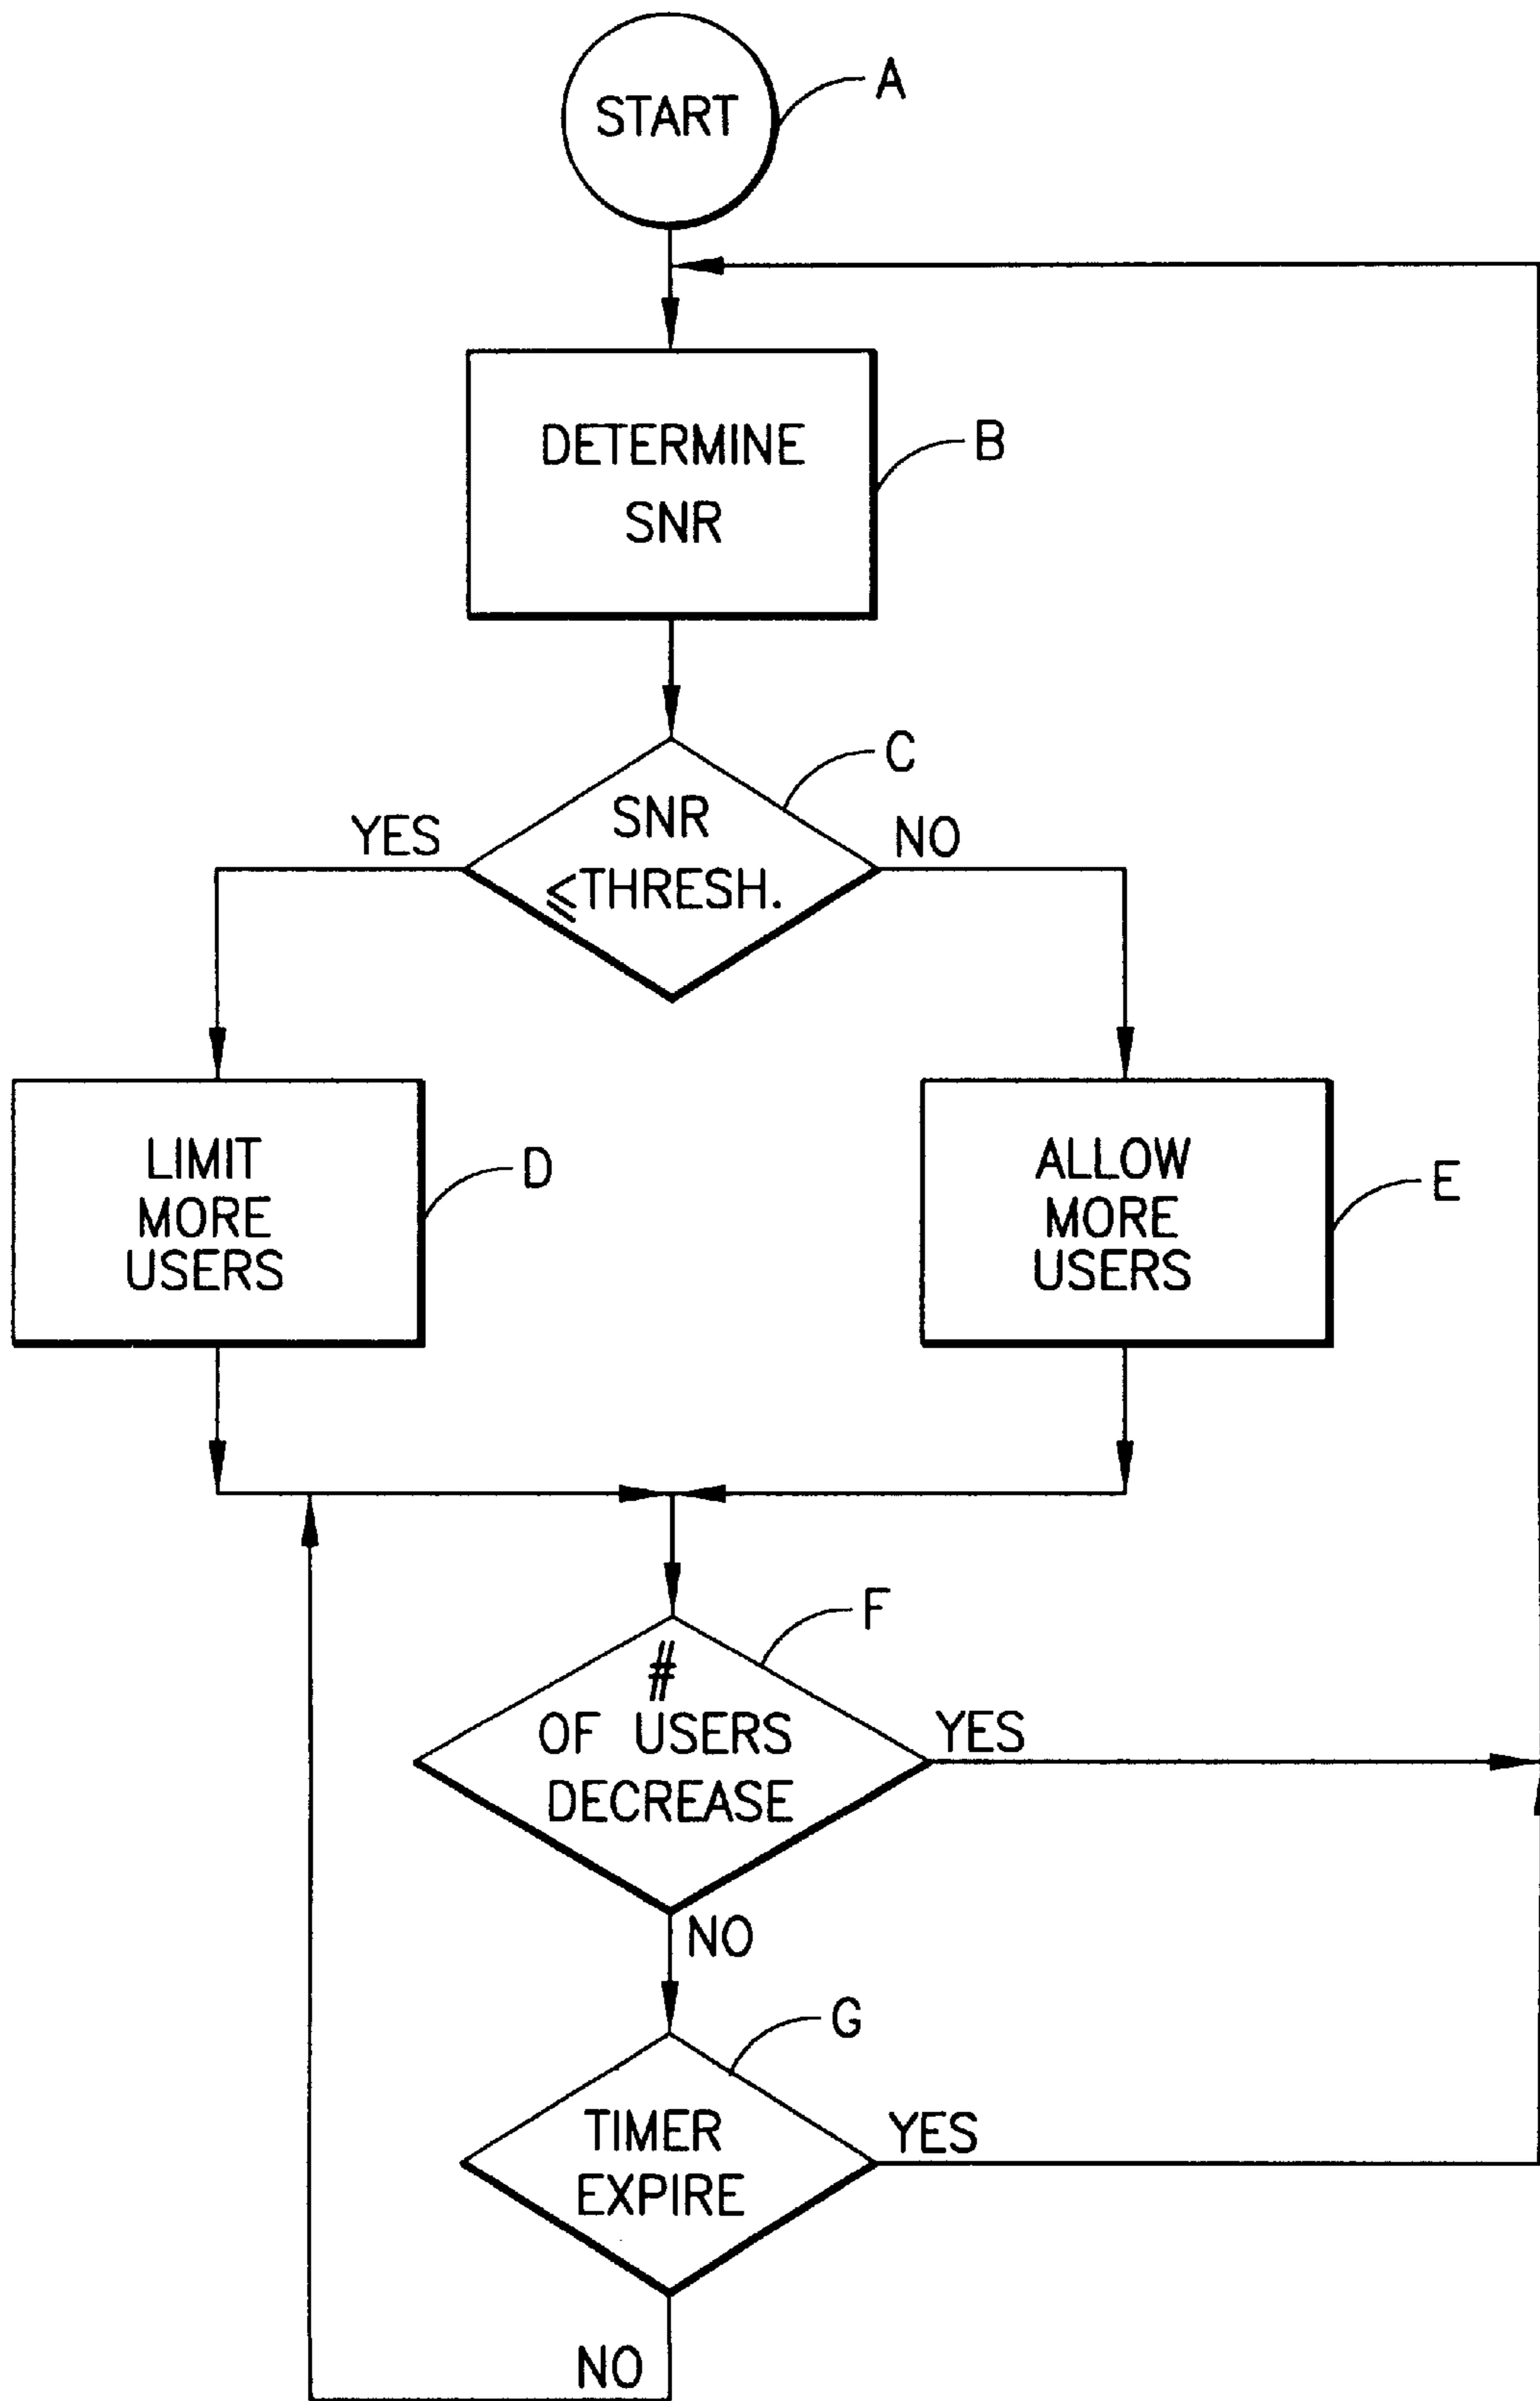 START
A
DETERMINE
SNR
B
C
YES
SNR
≤THRESH.
NO
LIMIT
MORE
USERS
D
ALLOW
MORE
USERS
E
F
#
OF USERS
DECREASE
YES
NO
G
TIMER
EXPIRE
YES
NO